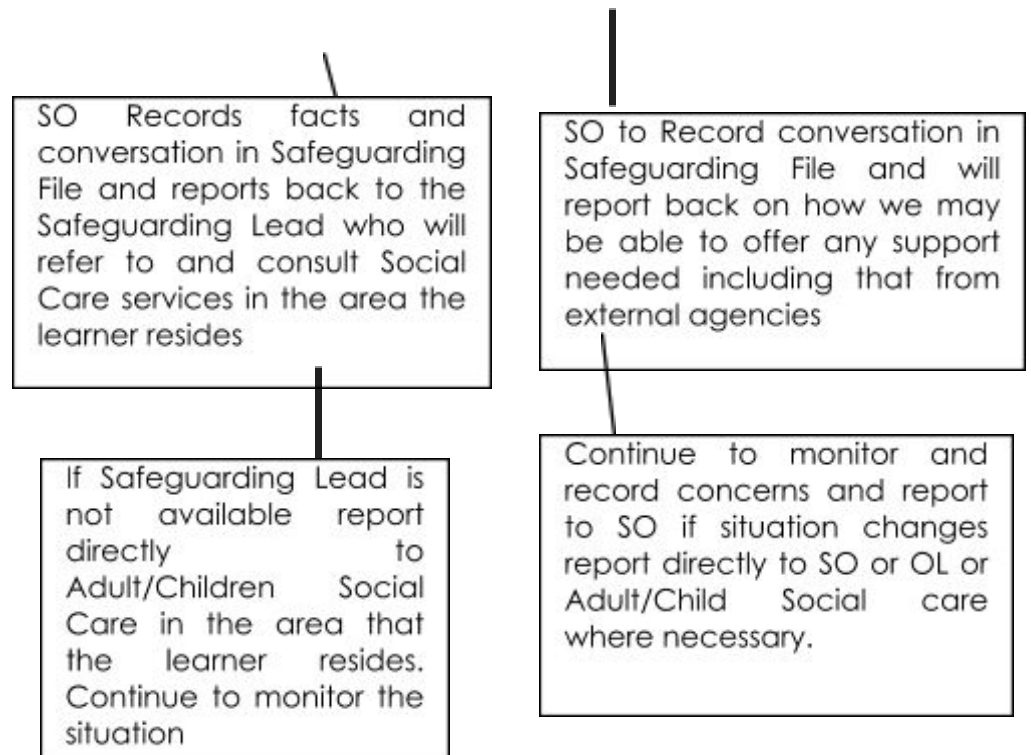 SO Records facts and
conversation in Safeguarding
File and reports back to the
Safeguarding Lead who will
refer to and consult Social
Care services in the area the
learner resides
If Safeguarding Lead is
not available report
directly to
Adult/Children Social
Care in the area that
the learner resides.
Continue to monitor the
situation
SO to Record conversation in
Safeguarding File and will
report back on how we may
be able to offer any support
needed including that from
external agencies
Continue to monitor and
record concerns and report
to SO if situation changes
report directly to SO or OL or
Adult/Child Social care
where necessary.